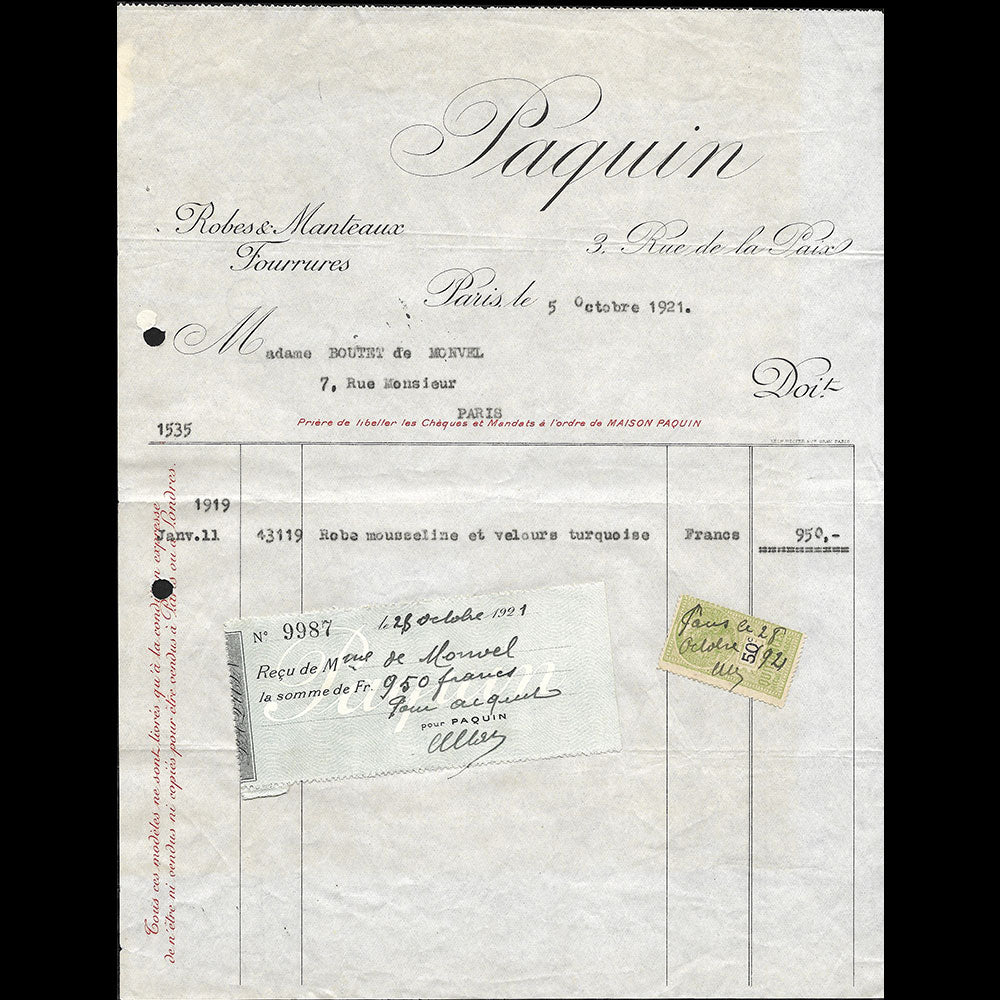 Paquin
Robes & Manteaux
Fourrures
3, Rue de la Paix
Paris, le 5 Octobre 1921.
Madame BOUTET de MONVEL
7, Rue Monsieur
PARIS
Doit
Prière de libeller les Chèques et Mandats à l'ordre de MAISON PAQUIN
1535
1919
Janv.11 43119 Robe mousseline et velours turquoise Francs 950,-
Tous ces modèles ne sont livrés qu'à la condition expresse
de n'être ni vendus ni copiés pour être vendus à Paris ou à Londres.
N° 9987 le 28 octobre 1921
Reçu de Mme de Monvel
la somme de Fr. 950 francs
Pour acquit
pour PAQUIN
Paquin
Paris le 28
octobre 1921
50c